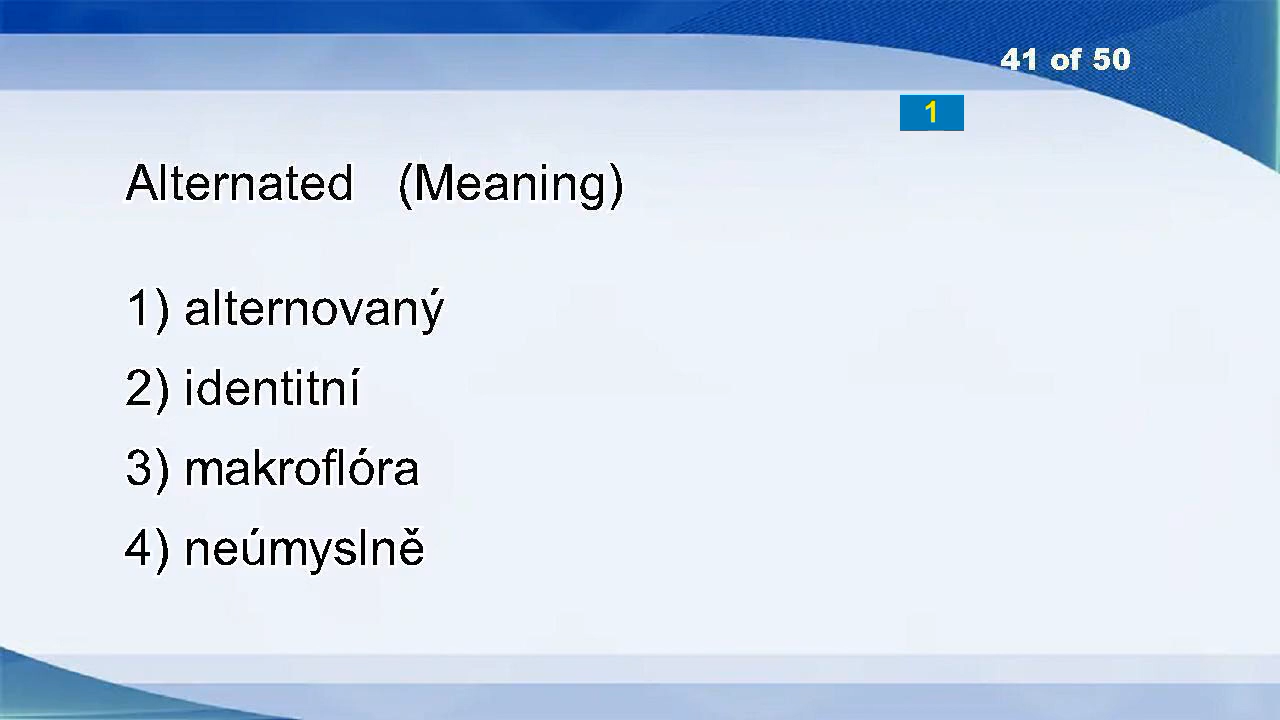 41 of 50
1
Alternated (Meaning)
1) alternovaný
2) identitní
3) makroflóra
4) neúmyslně